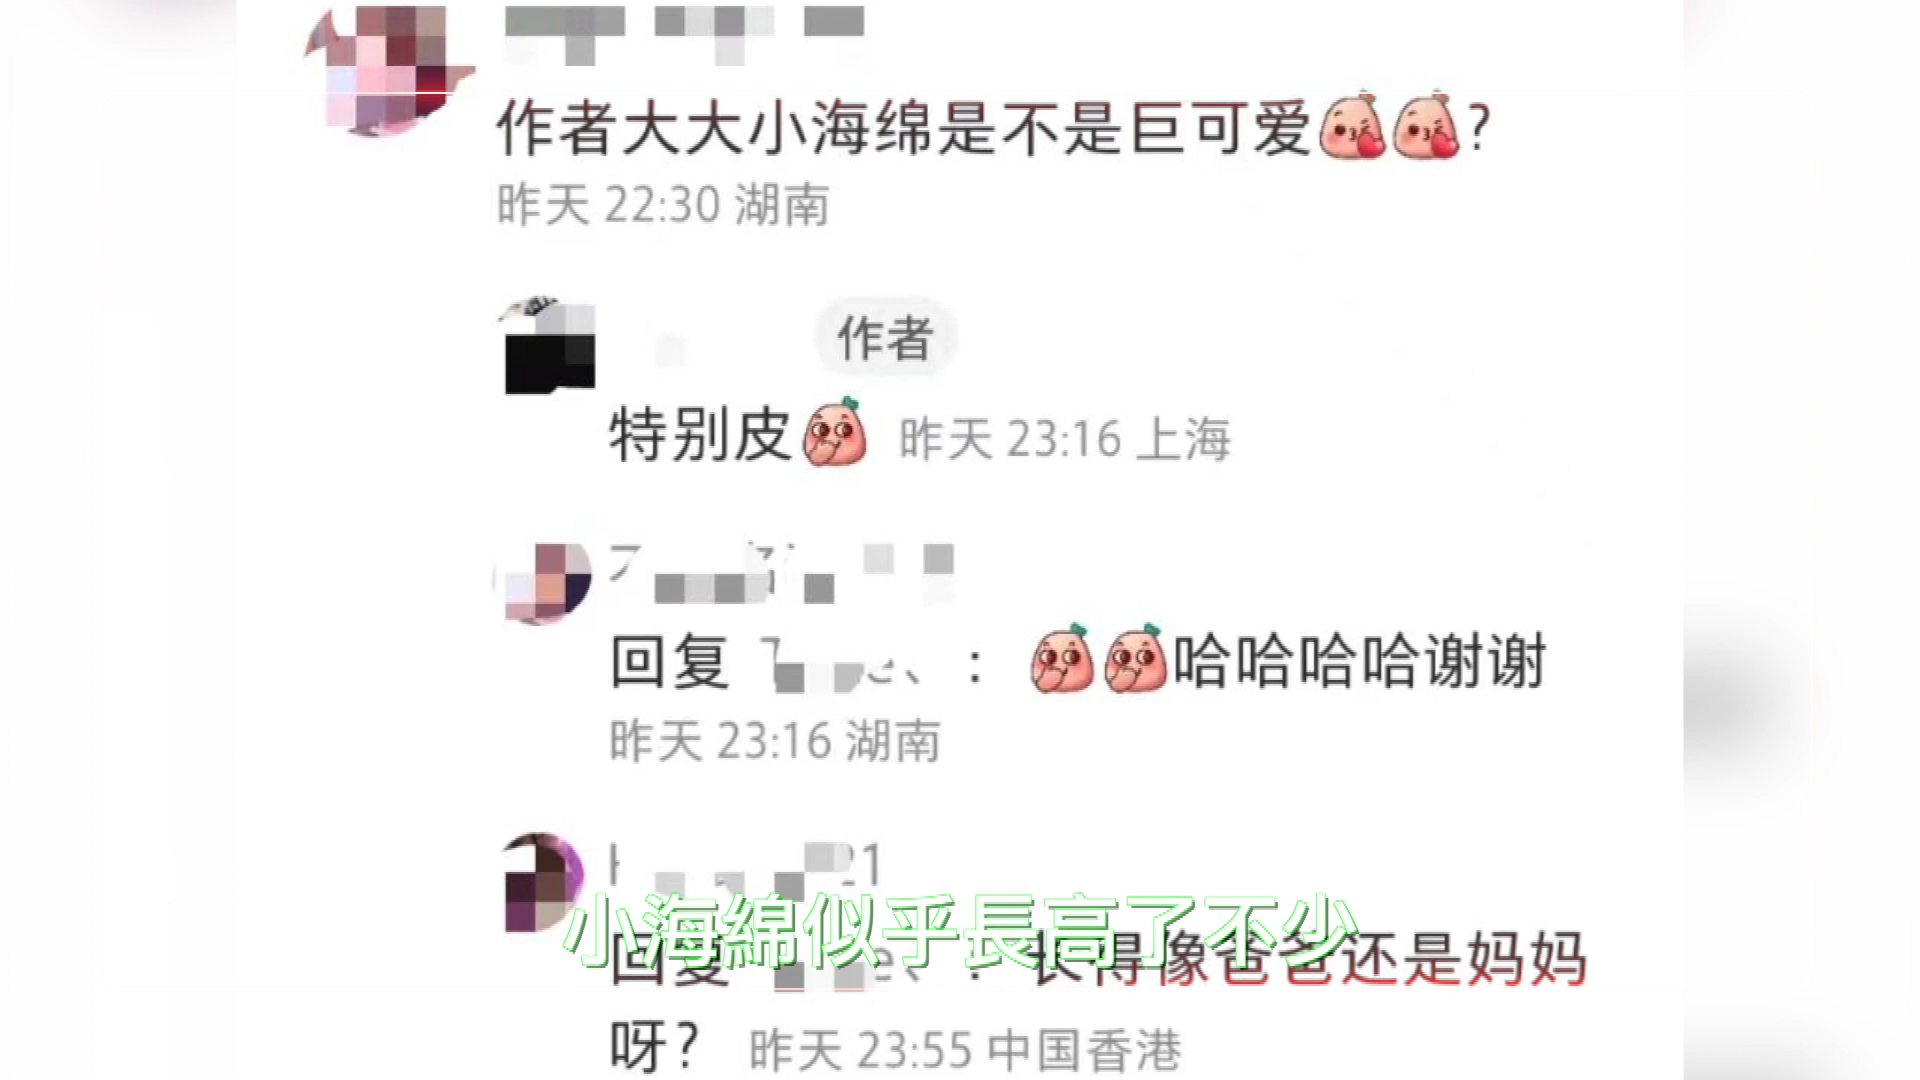 作者大大小海绵是不是巨可爱?
昨天 22:30 湖南
作者
特别皮 昨天 23:16 上海
回复 : 哈哈哈哈谢谢
昨天 23:16 湖南
21
小海綿似乎長高了不少
回复 : 长得像爸爸还是妈妈
呀? 昨天 23:55 中国香港